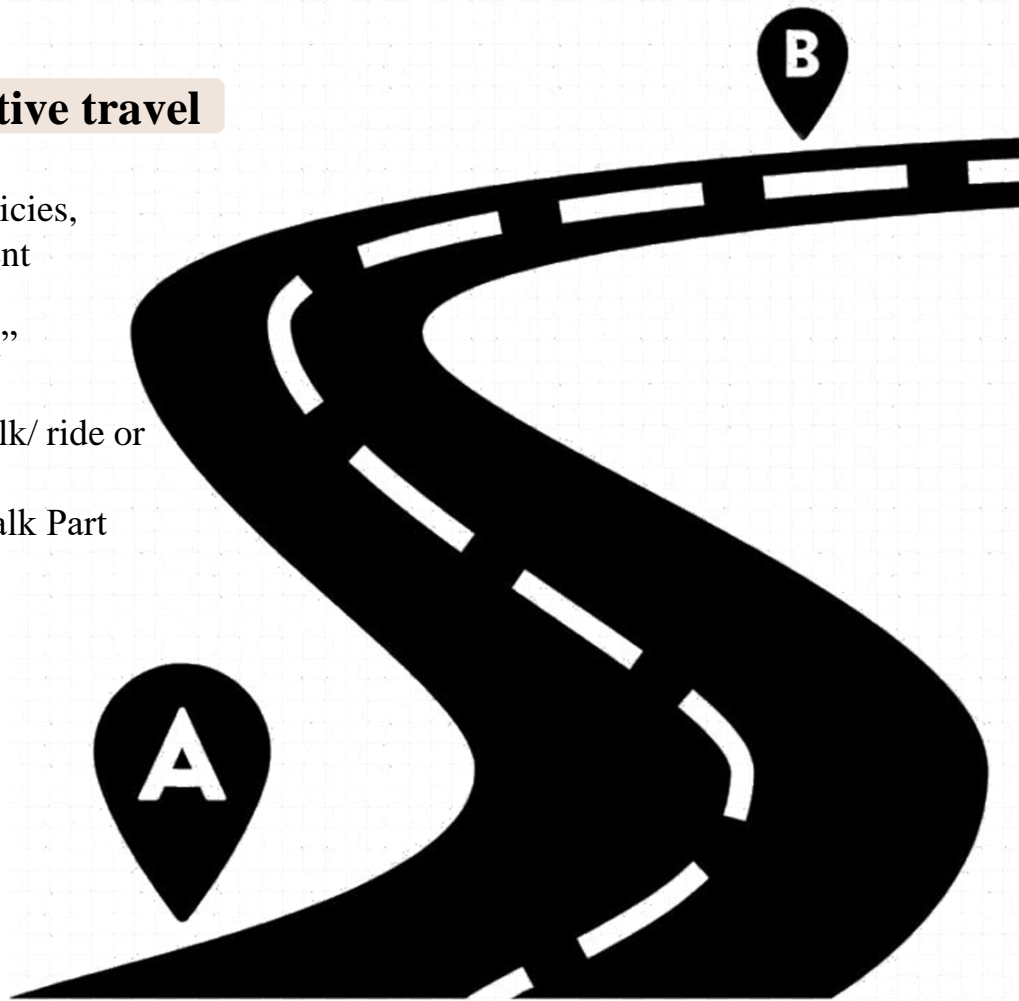 B
tive travel
icies,
nt
”
lk/ ride or
alk Part
A